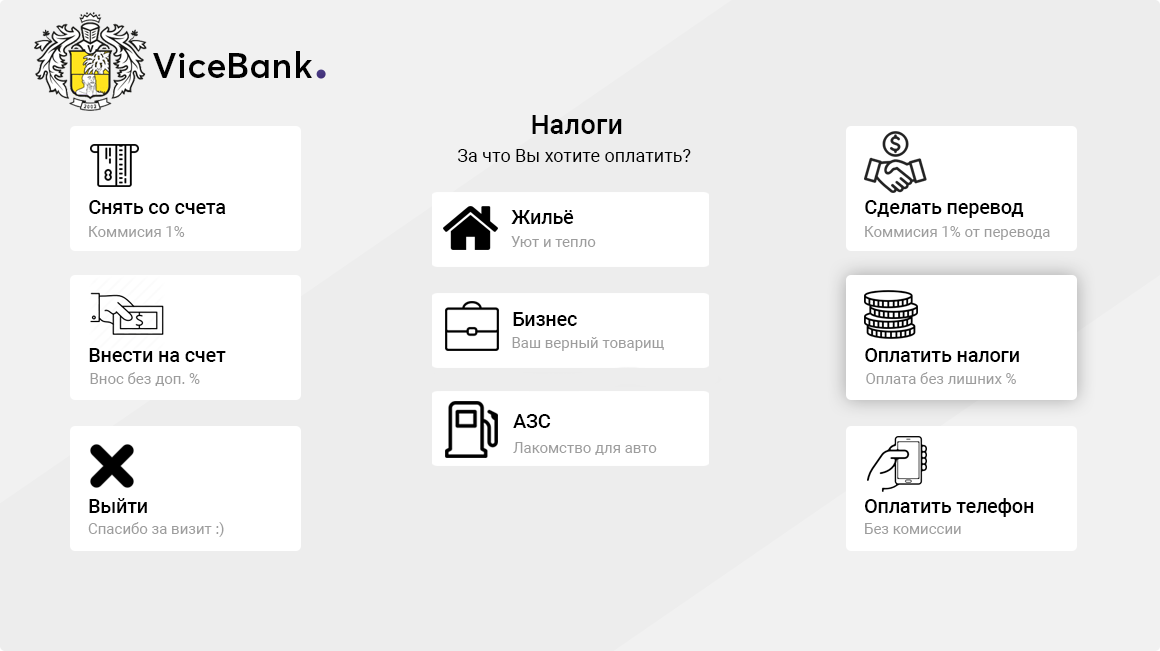 ViceBank.
2013
Снять со счета
Коммисия 1%
Внести на счет
Внос без доп. %
Выйти
Спасибо за визит :)
Налоги
За что Вы хотите оплатить?
Жильё
Уют и тепло
Бизнес
Ваш верный товарищ
АЗС
Лакомство для авто
Сделать перевод
Коммисия 1% от перевода
Оплатить налоги
Оплата без лишних %
Оплатить телефон
Без комиссии